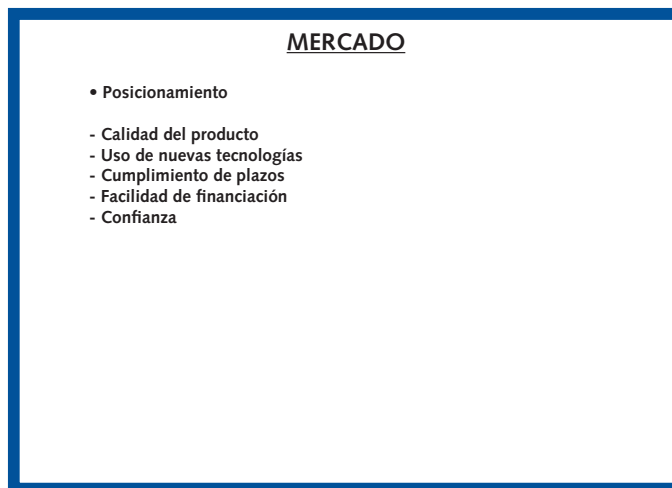 MERCADO
• Posicionamiento
- Calidad del producto
- Uso de nuevas tecnologías
- Cumplimiento de plazos
- Facilidad de financiación
- Confianza